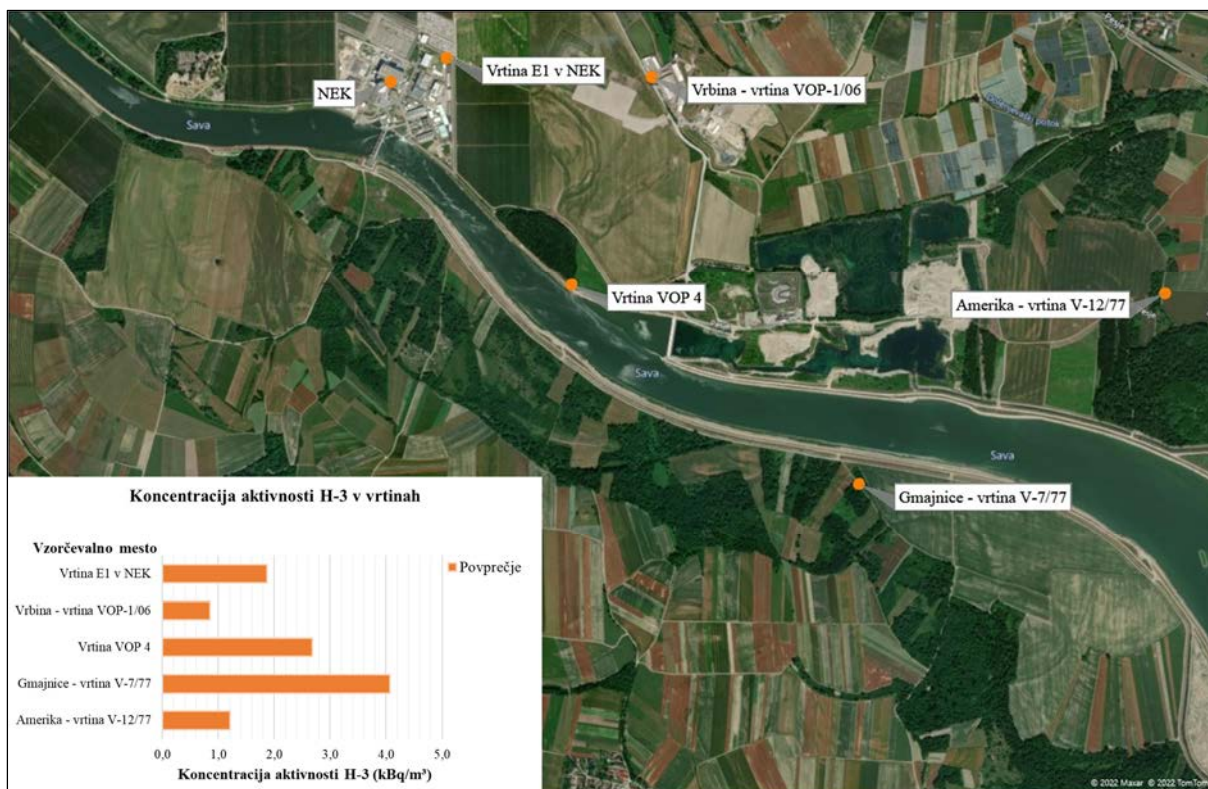 Pesje
Vrtina E1 v NEK
Vrbina - vrtina VOP-1/06
NEK
Potočarski potok
Sava
Vrtina VOP 4
Amerika - vrtina V-12/77
Sava
Sava
Gmajnice - vrtina V-7/77
Koncentracija aktivnosti H-3 v vrtinah
Vzorčevalno mesto
Vrtina E1 v NEK
Povprečje
Vrbina - vrtina VOP-1/06
Vrtina VOP 4
Gmajnice - vrtina V-7/77
Amerika - vrtina V-12/77
0,0 1,0 2,0 3,0 4,0 5,0
Koncentracija aktivnosti H-3 (kBq/m³)
© 2022 Maxar © 2022 TomTom